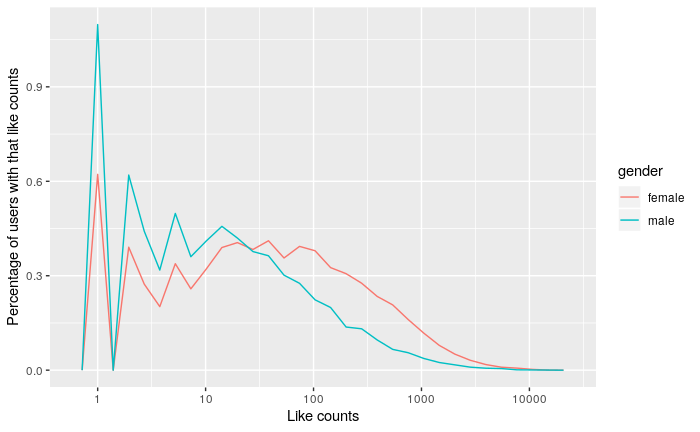 0.9
0.6
0.3
0.0
Percentage of users with that like counts
1 10 100 1000 10000
Like counts
gender
female
male